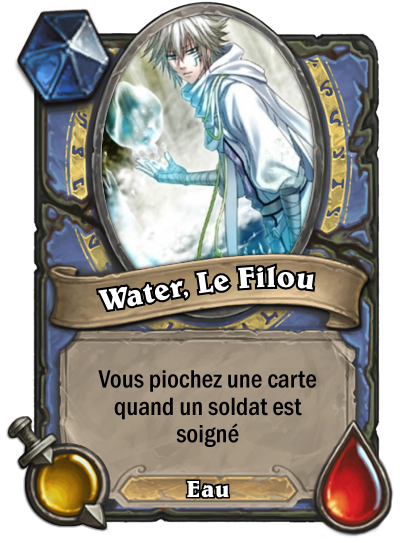 Water, Le Filou
Vous piochez une carte
quand un soldat est
soigné
Eau